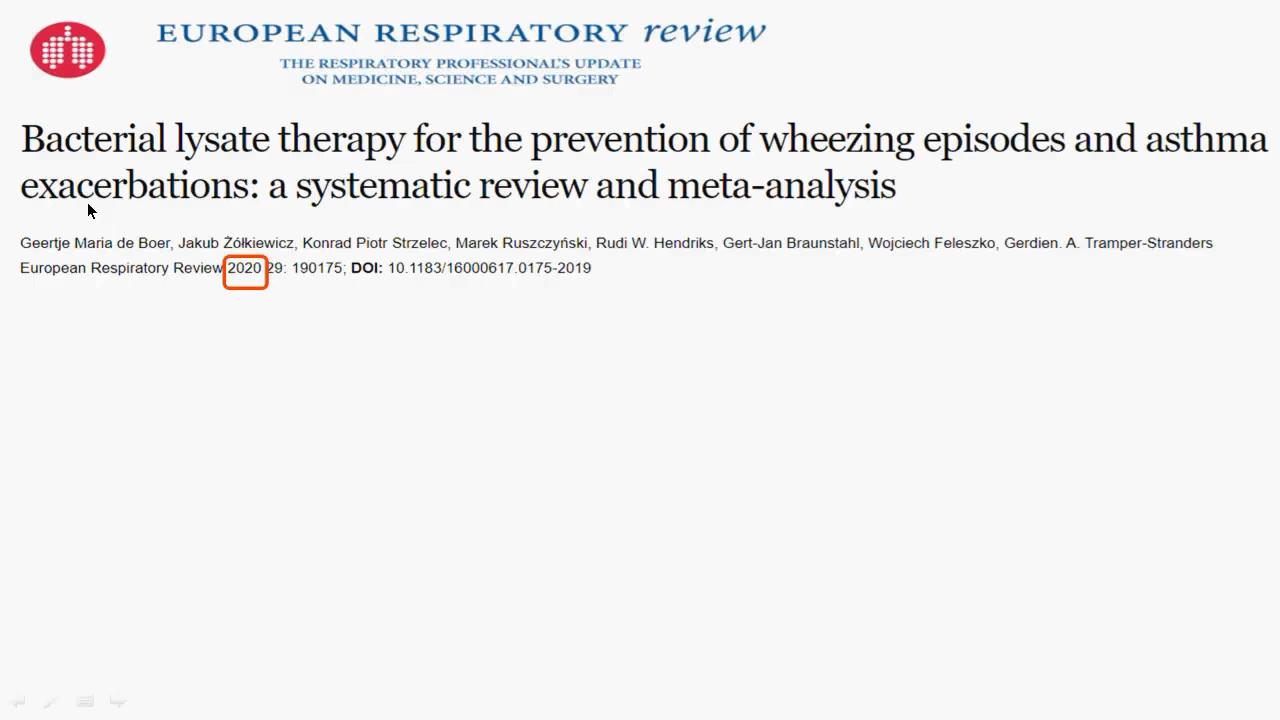 EUROPEAN RESPIRATORY review
THE RESPIRATORY PROFESSIONAL'S UPDATE
ON MEDICINE, SCIENCE AND SURGERY
Bacterial lysate therapy for the prevention of wheezing episodes and asthma
exacerbations: a systematic review and meta-analysis
Geertje Maria de Boer, Jakub Żółkiewicz, Konrad Piotr Strzelec, Marek Ruszczyński, Rudi W. Hendriks, Gert-Jan Braunstahl, Wojciech Feleszko, Gerdien. A. Tramper-Stranders
European Respiratory Review 2020 29: 190175; DOI: 10.1183/16000617.0175-2019